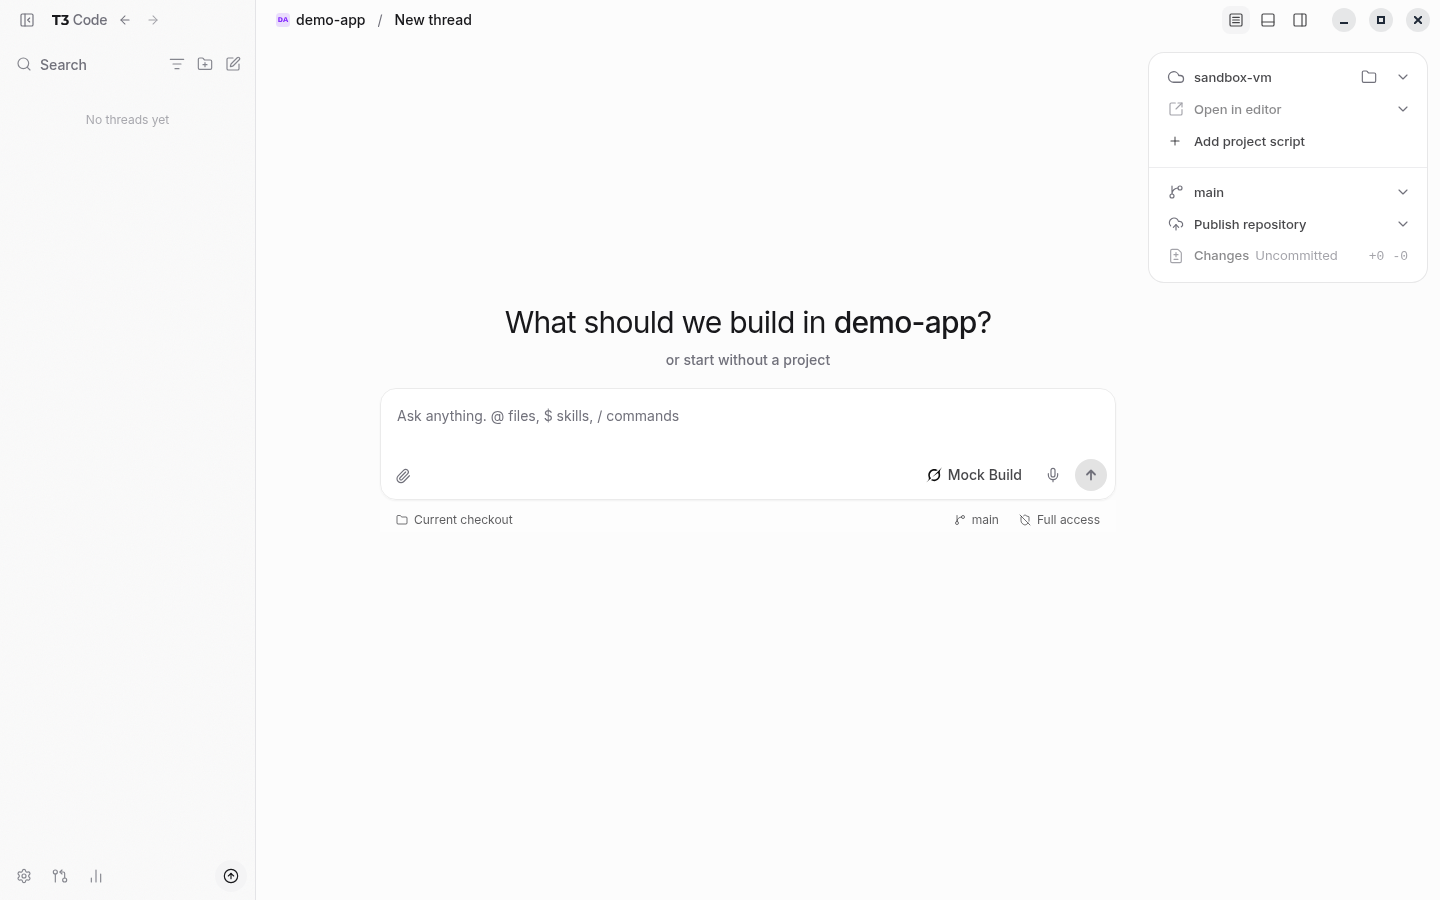 T3 Code
DA demo-app / New thread
Search
No threads yet
sandbox-vm
Open in editor
Add project script
main
Publish repository
Changes Uncommitted +0 -0
What should we build in demo-app?
or start without a project
Ask anything. @ files, $ skills, / commands
Mock Build
Current checkout
main
Full access